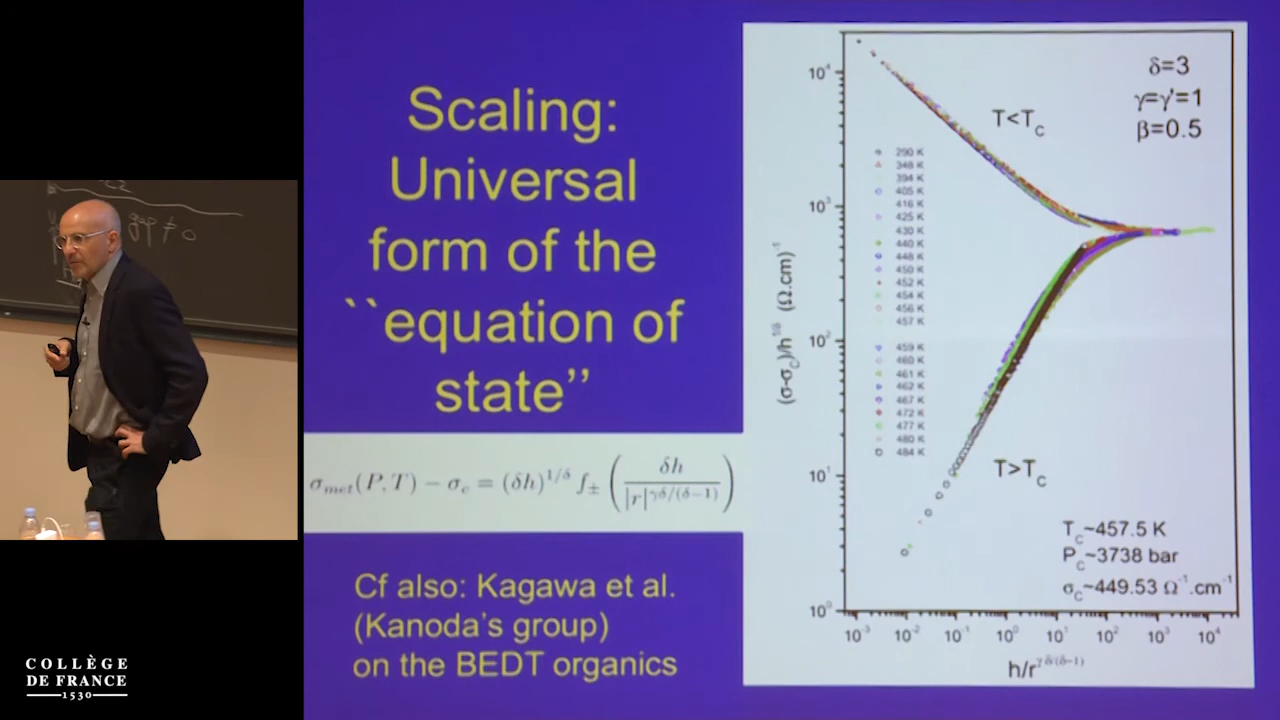 gap ≠ 0
COLLÈGE
DE FRANCE
1530
Scaling:
Universal
form of the
``equation of
state’’
σ_met(P,T) − σ_c = (δh)^{1/δ} f_± ( δh / |r|^{γδ/(δ−1)} )
Cf also: Kagawa et al.
(Kanoda’s group)
on the BEDT organics
(σ-σ_C)/h^{1/δ} (Ω.cm)^{-1}
10^4
10^3
10^2
10^1
10^0
δ=3
γ=γ'=1
β=0.5
T<T_C
290 K
348 K
394 K
405 K
416 K
425 K
430 K
440 K
448 K
450 K
452 K
454 K
456 K
457 K
459 K
460 K
461 K
462 K
467 K
472 K
477 K
480 K
484 K
T>T_C
T_C~457.5 K
P_C~3738 bar
σ_C~449.53 Ω^{-1}.cm^{-1}
10^{-3} 10^{-2} 10^{-1} 10^0 10^1 10^2 10^3 10^4
h/r^{γδ/(δ-1)}